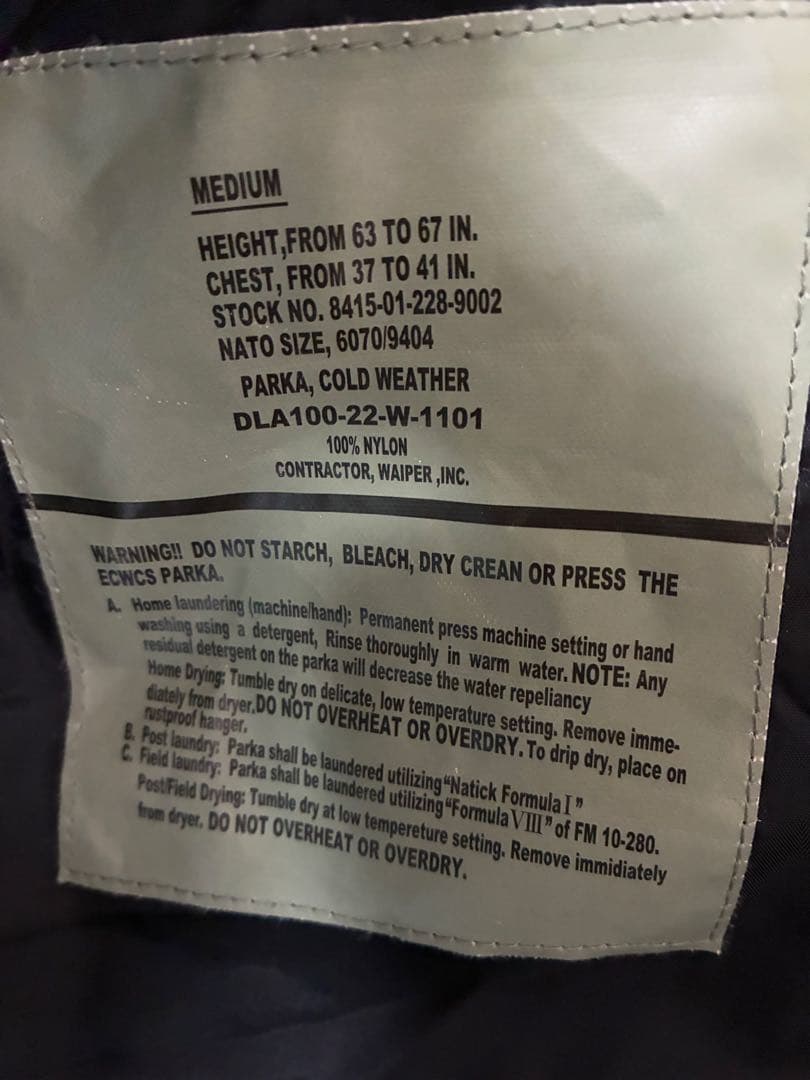 MEDIUM
HEIGHT,FROM 63 TO 67 IN.
CHEST, FROM 37 TO 41 IN.
STOCK NO. 8415-01-228-9002
NATO SIZE, 6070/9404
PARKA, COLD WEATHER
DLA100-22-W-1101
100% NYLON
CONTRACTOR, WAIPER ,INC.
WARNING!! DO NOT STARCH, BLEACH, DRY CREAN OR PRESS THE
ECWCS PARKA.
A. Home laundering (machine/hand): Permanent press machine setting or hand
washing using a detergent, Rinse thoroughly in warm water. NOTE: Any
residual detergent on the parka will decrease the water repeliancy
Home Drying: Tumble dry on delicate, low temperature setting. Remove imme-
diately from dryer.DO NOT OVERHEAT OR OVERDRY. To drip dry, place on
rustproof hanger.
B. Post laundry: Parka shall be laundered utilizing “Natick Formula I ”
C. Field laundry: Parka shall be laundered utilizing “Formula VIII” of FM 10-280.
Post/Field Drying: Tumble dry at low tempereture setting. Remove immidiately
from dryer. DO NOT OVERHEAT OR OVERDRY.